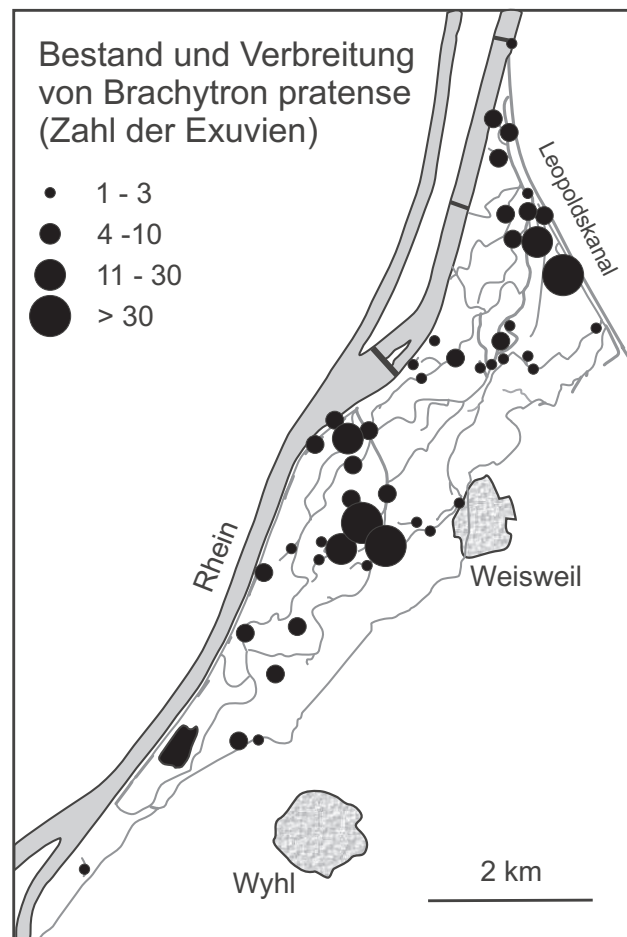 Bestand und Verbreitung
von Brachytron pratense
(Zahl der Exuvien)
1 - 3
4 -10
11 - 30
> 30
Leopoldskanal
Rhein
Weisweil
Wyhl
2 km